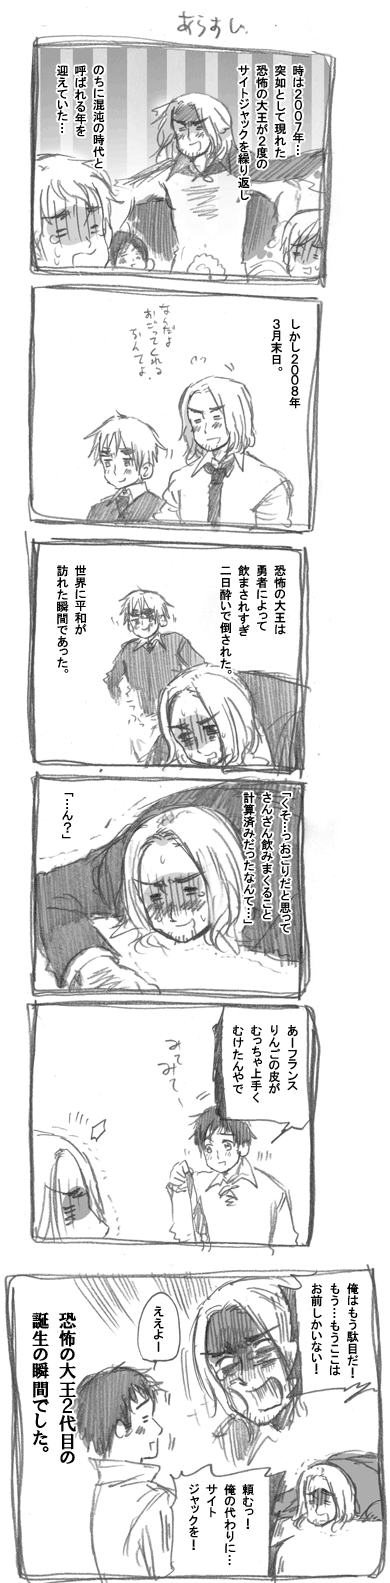 あらすじ
時は2007年…
突如として現れた
恐怖の大王が2度の
サイトジャックを繰り返し
のちに混沌の時代と
呼ばれる年を
迎えていた…
しかし2008年
3月末日。
なんだよ
おごってくれる
なんてよ。
恐怖の大王は
勇者によって
飲まされすぎ
二日酔いで倒された。
世界に平和が
訪れた瞬間であった。
「くそ…っおごりだと思って
さんざん飲みまくること
計算済みだったなんて…」
「…ん？」
あーフランス
りんごの皮が
むっちゃ上手く
むけたんやで
みてみてー
俺はもう駄目だ！
もう…もうここは
お前しかいない！
ええよー
頼むっ！
俺の代わりに…
サイト
ジャックを！
恐怖の大王2代目の
誕生の瞬間でした。